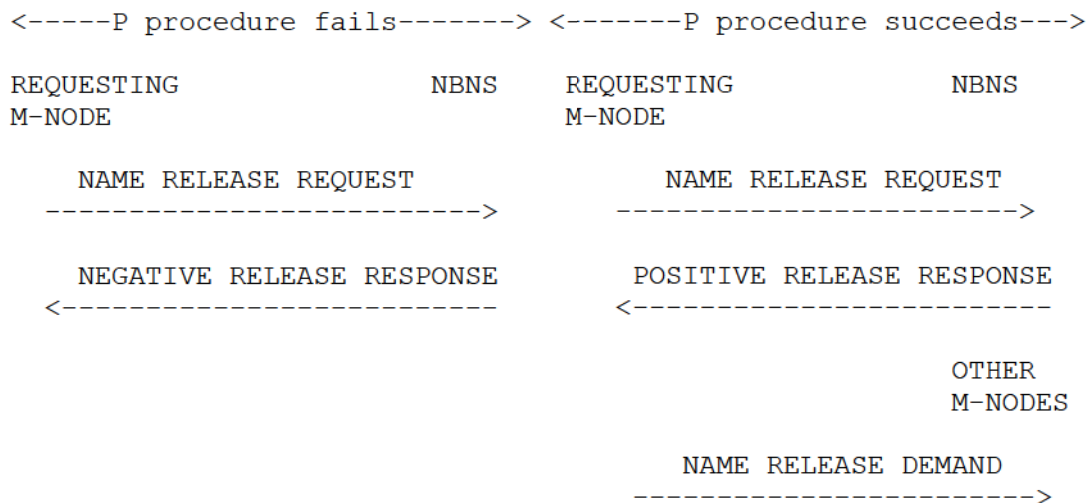 <-----P procedure fails-------> <-------P procedure succeeds--->
REQUESTING               NBNS    REQUESTING             NBNS
M-NODE                           M-NODE
    NAME RELEASE REQUEST               NAME RELEASE REQUEST
  -------------------------->       ------------------------>
    NEGATIVE RELEASE RESPONSE        POSITIVE RELEASE RESPONSE
  <--------------------------       <-------------------------
                                                        OTHER
                                                        M-NODES
                                        NAME RELEASE DEMAND
                                     ------------------------>